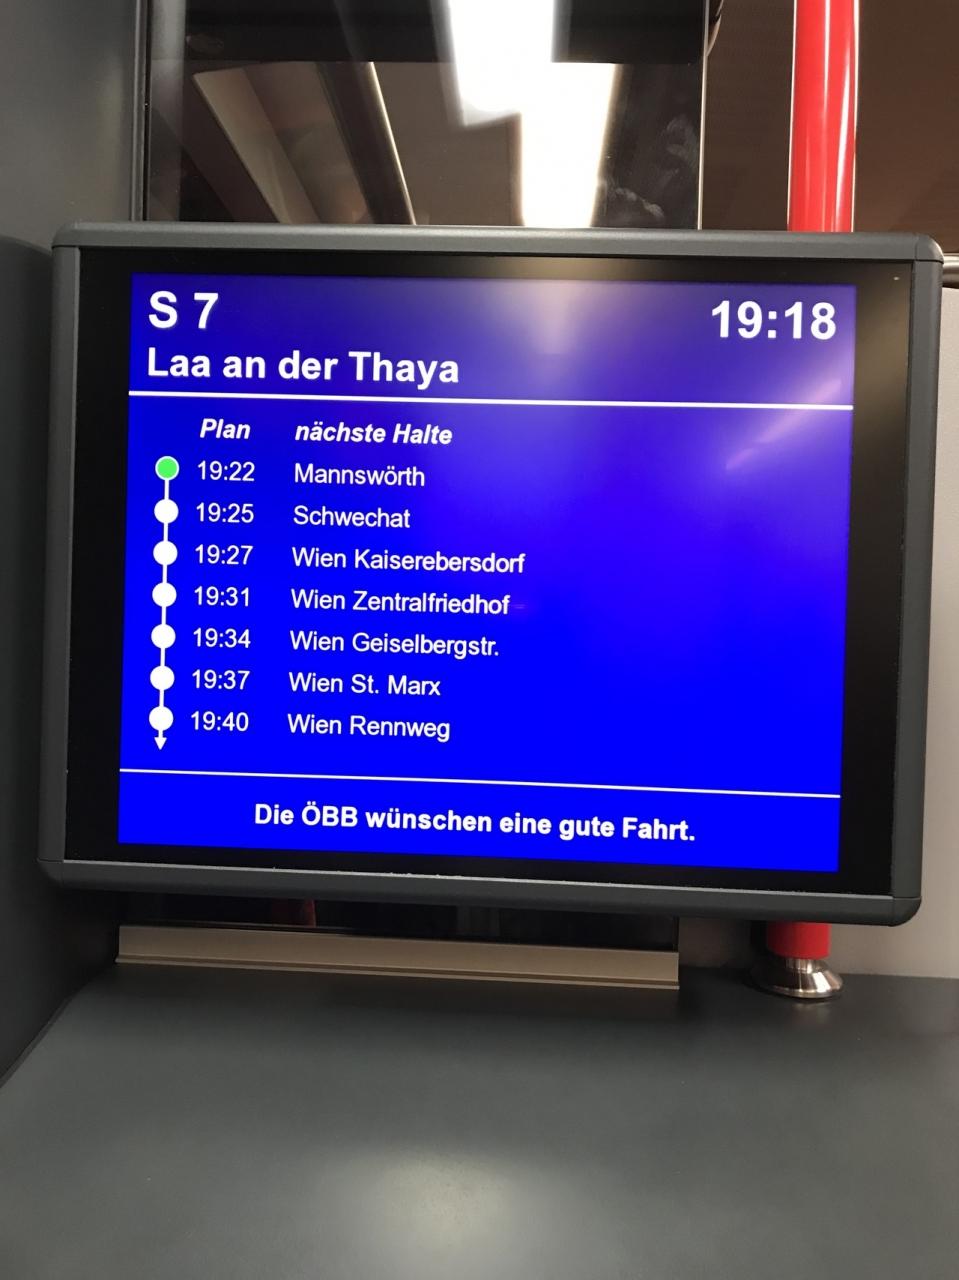 S 7 19:18
Laa an der Thaya
Plan nächste Halte
19:22 Mannswörth
19:25 Schwechat
19:27 Wien Kaiserebersdorf
19:31 Wien Zentralfriedhof
19:34 Wien Geiselbergstr.
19:37 Wien St. Marx
19:40 Wien Rennweg
Die ÖBB wünschen eine gute Fahrt.